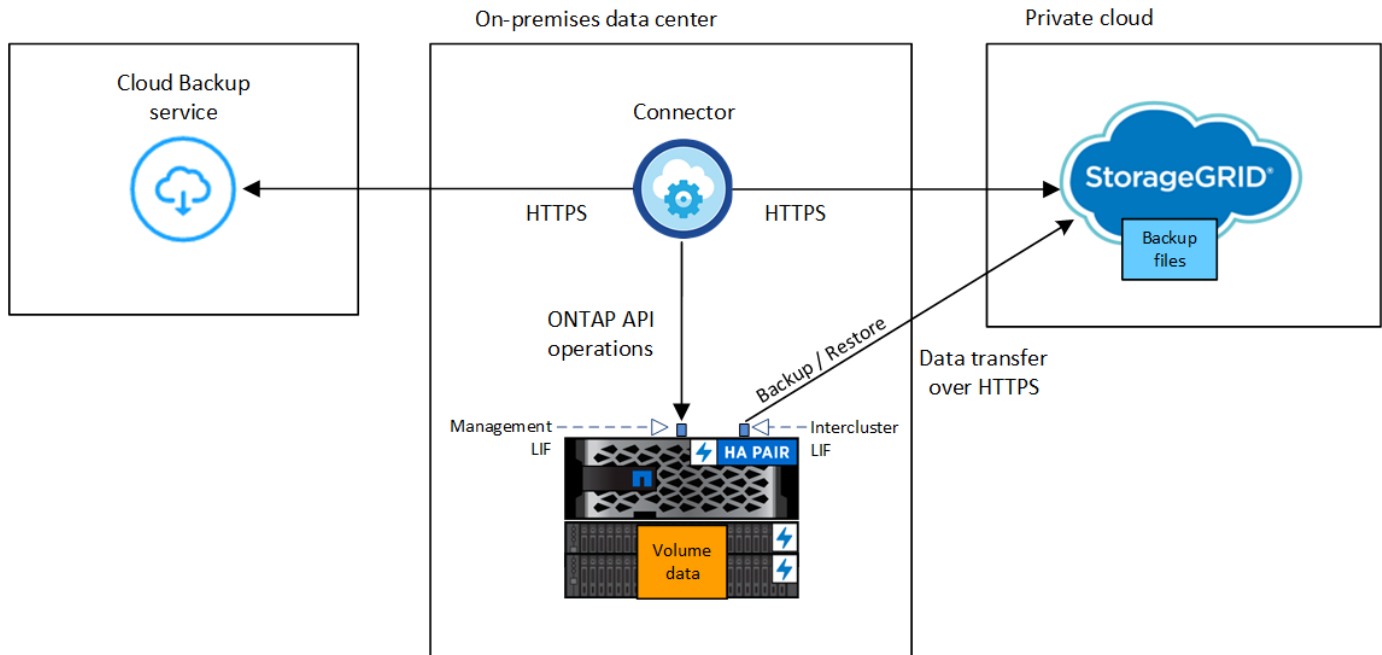 On-premises data center
Private cloud
Cloud Backup
service
Connector
HTTPS
HTTPS
StorageGRID®
Backup
files
ONTAP API
operations
Backup / Restore
Data transfer
over HTTPS
Management
LIF
Intercluster
LIF
HA PAIR
Volume
data